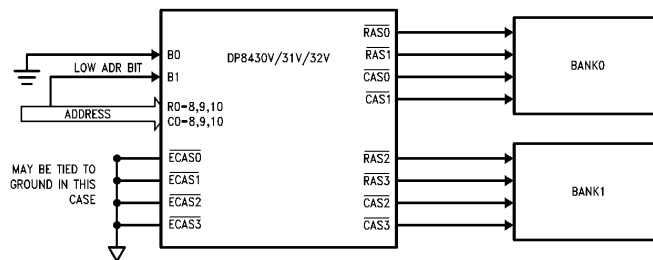 DP8430V/31V/32V
B0
LOW ADR BIT
B1
ADDRESS
R0-8,9,10
C0-8,9,10
MAY BE TIED TO
GROUND IN THIS
CASE
ECAS0
ECAS1
ECAS2
ECAS3
RAS0
RAS1
CAS0
CAS1
BANK0
RAS2
RAS3
CAS2
CAS3
BANK1